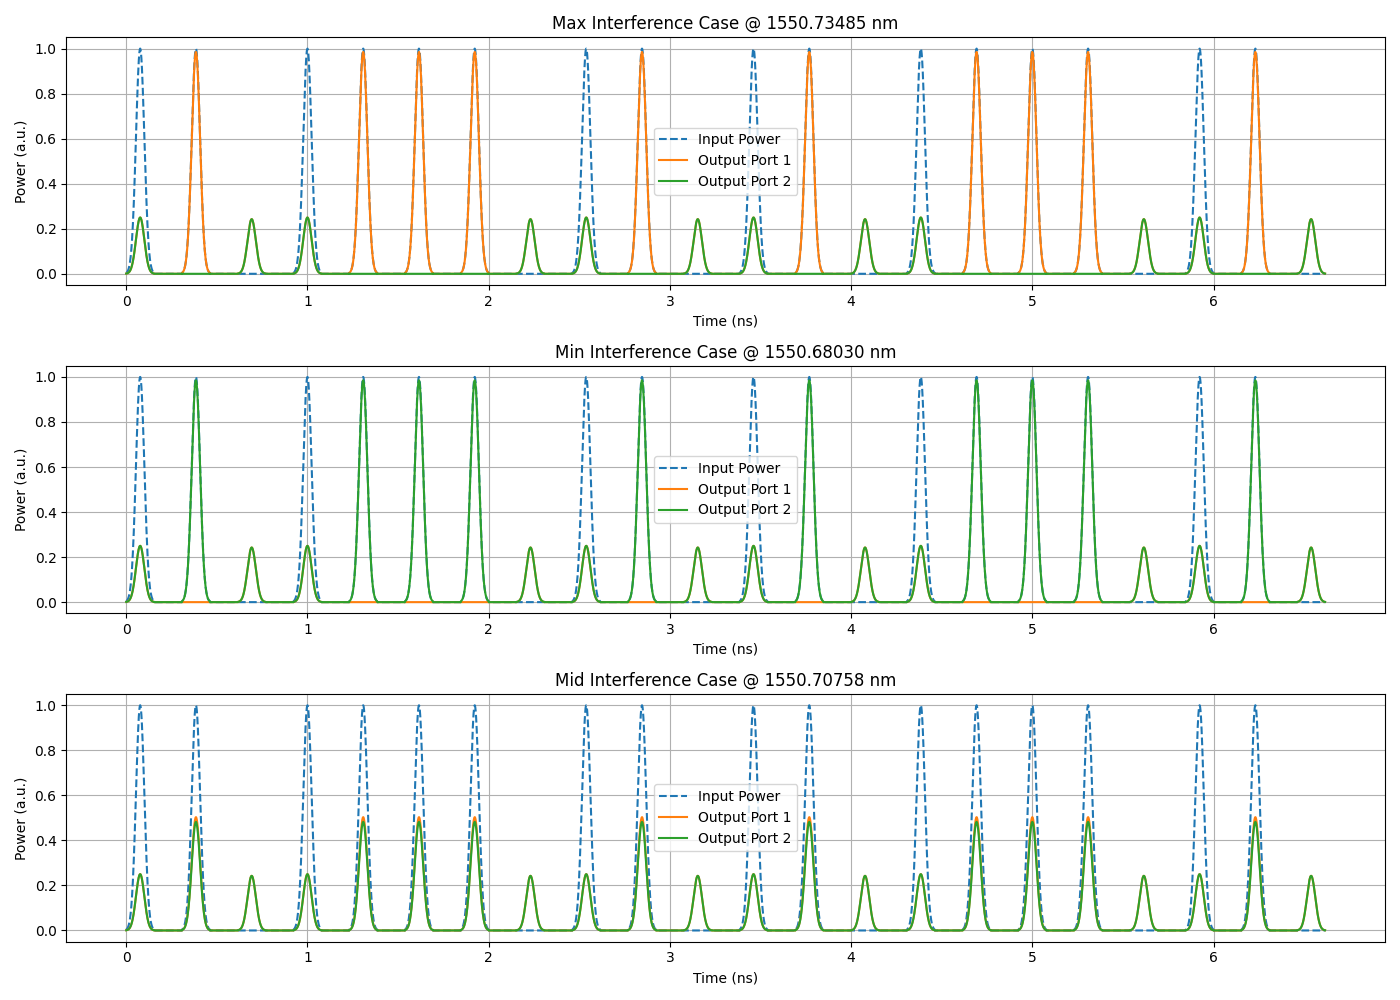 Max Interference Case @ 1550.73485 nm
1.0
0.8
0.6
0.4
0.2
0.0
Power (a.u.)
Input Power
Output Port 1
Output Port 2
0 1 2 3 4 5 6
Time (ns)
Min Interference Case @ 1550.68030 nm
1.0
0.8
0.6
0.4
0.2
0.0
Power (a.u.)
Input Power
Output Port 1
Output Port 2
0 1 2 3 4 5 6
Time (ns)
Mid Interference Case @ 1550.70758 nm
1.0
0.8
0.6
0.4
0.2
0.0
Power (a.u.)
Input Power
Output Port 1
Output Port 2
0 1 2 3 4 5 6
Time (ns)